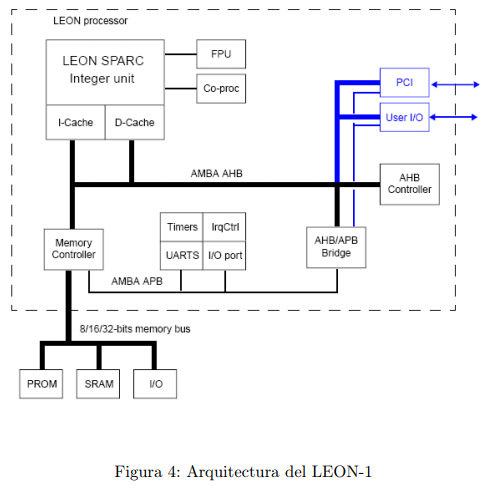 LEON processor
LEON SPARC
Integer unit
FPU
Co-proc
I-Cache
D-Cache
PCI
User I/O
AMBA AHB
AHB
Controller
Timers
IrqCtrl
UARTS
I/O port
Memory
Controller
AHB/APB
Bridge
AMBA APB
8/16/32-bits memory bus
PROM
SRAM
I/O
Figura 4: Arquitectura del LEON-1